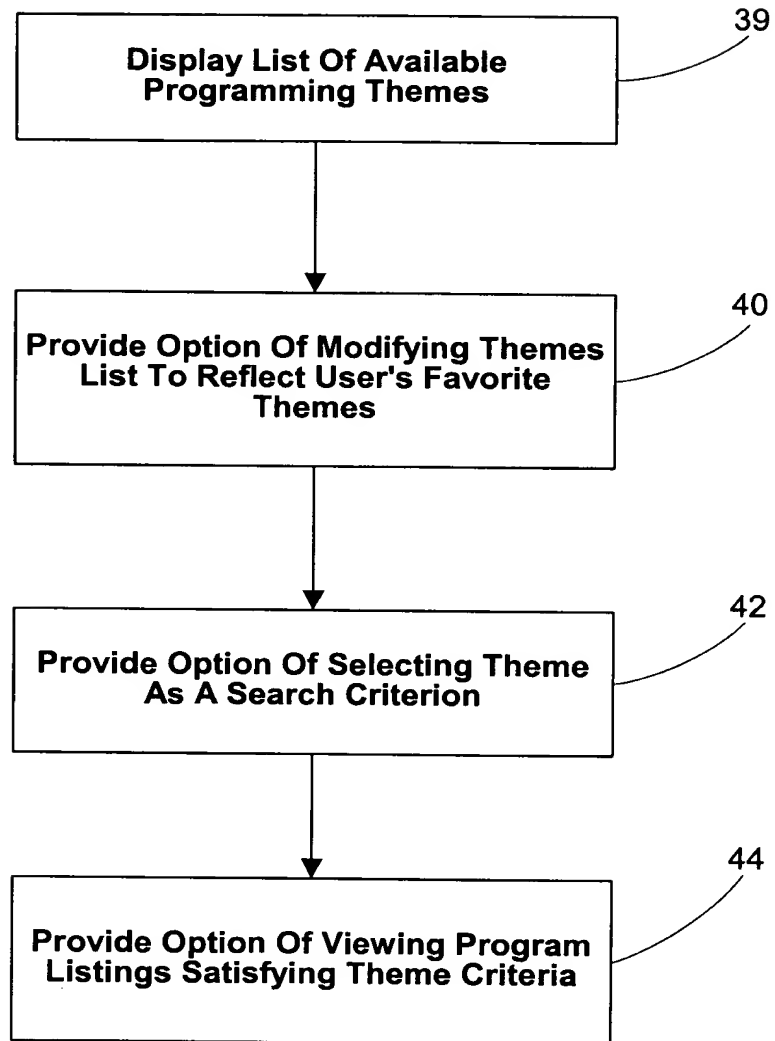 39
Display List Of Available
Programming Themes
40
Provide Option Of Modifying Themes
List To Reflect User's Favorite
Themes
42
Provide Option Of Selecting Theme
As A Search Criterion
44
Provide Option Of Viewing Program
Listings Satisfying Theme Criteria